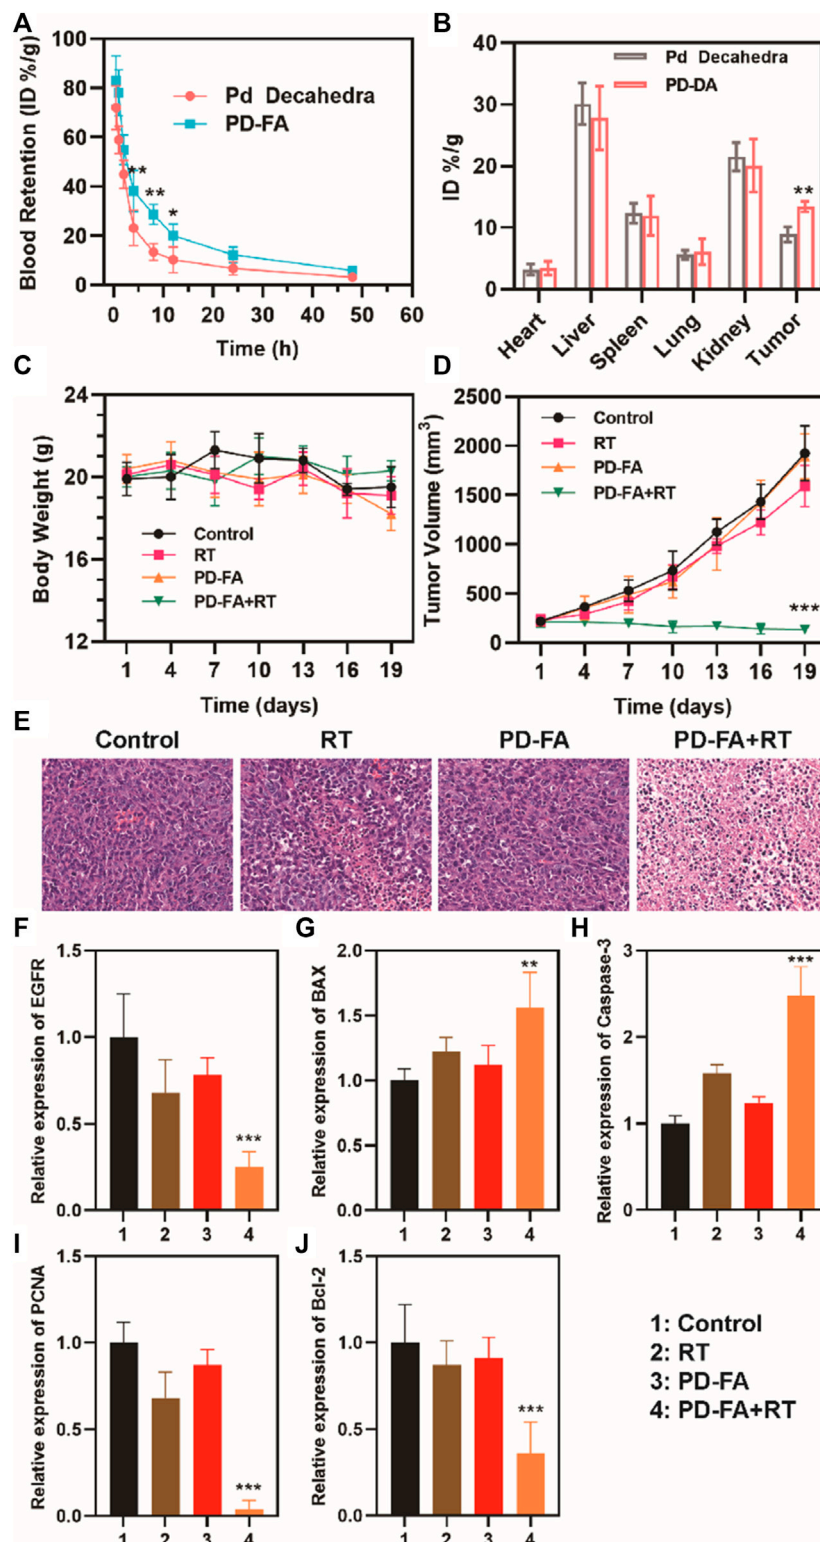 A
Blood Retention (ID %/g)
100
80
60
40
20
0
Pd Decahedra
PD-FA
**
**
*
0 10 20 30 40 50 60
Time (h)
B
ID %/g
40
30
20
10
0
Pd Decahedra
PD-DA
**
Heart Liver Spleen Lung Kidney Tumor
C
Body Weight (g)
24
20
16
12
Control
RT
PD-FA
PD-FA+RT
1 4 7 10 13 16 19
Time (days)
D
Tumor Volume (mm³)
2500
2000
1500
1000
500
0
Control
RT
PD-FA
PD-FA+RT
***
1 4 7 10 13 16 19
Time (days)
E
Control RT PD-FA PD-FA+RT
F
Relative expression of EGFR
1.5
1.0
0.5
0.0
***
1 2 3 4
G
Relative expression of BAX
2.0
1.5
1.0
0.5
0.0
**
1 2 3 4
H
Relative expression of Caspase-3
3
2
1
0
***
1 2 3 4
I
Relative expression of PCNA
1.5
1.0
0.5
0.0
***
1 2 3 4
J
Relative expression of Bcl-2
1.5
1.0
0.5
0.0
***
1 2 3 4
1: Control
2: RT
3: PD-FA
4: PD-FA+RT